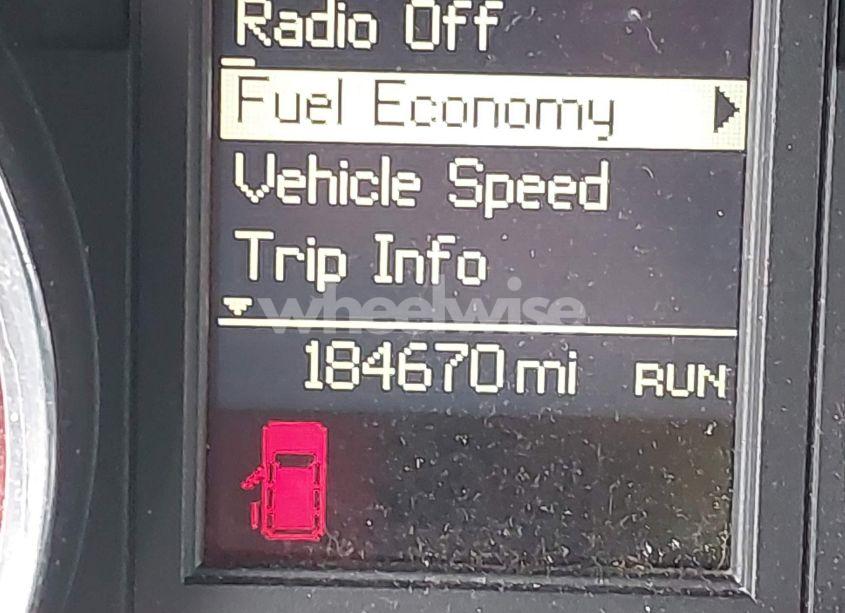 Radio Off
Fuel Economy
Vehicle Speed
Trip Info
wheelwise
184670 mi RUN